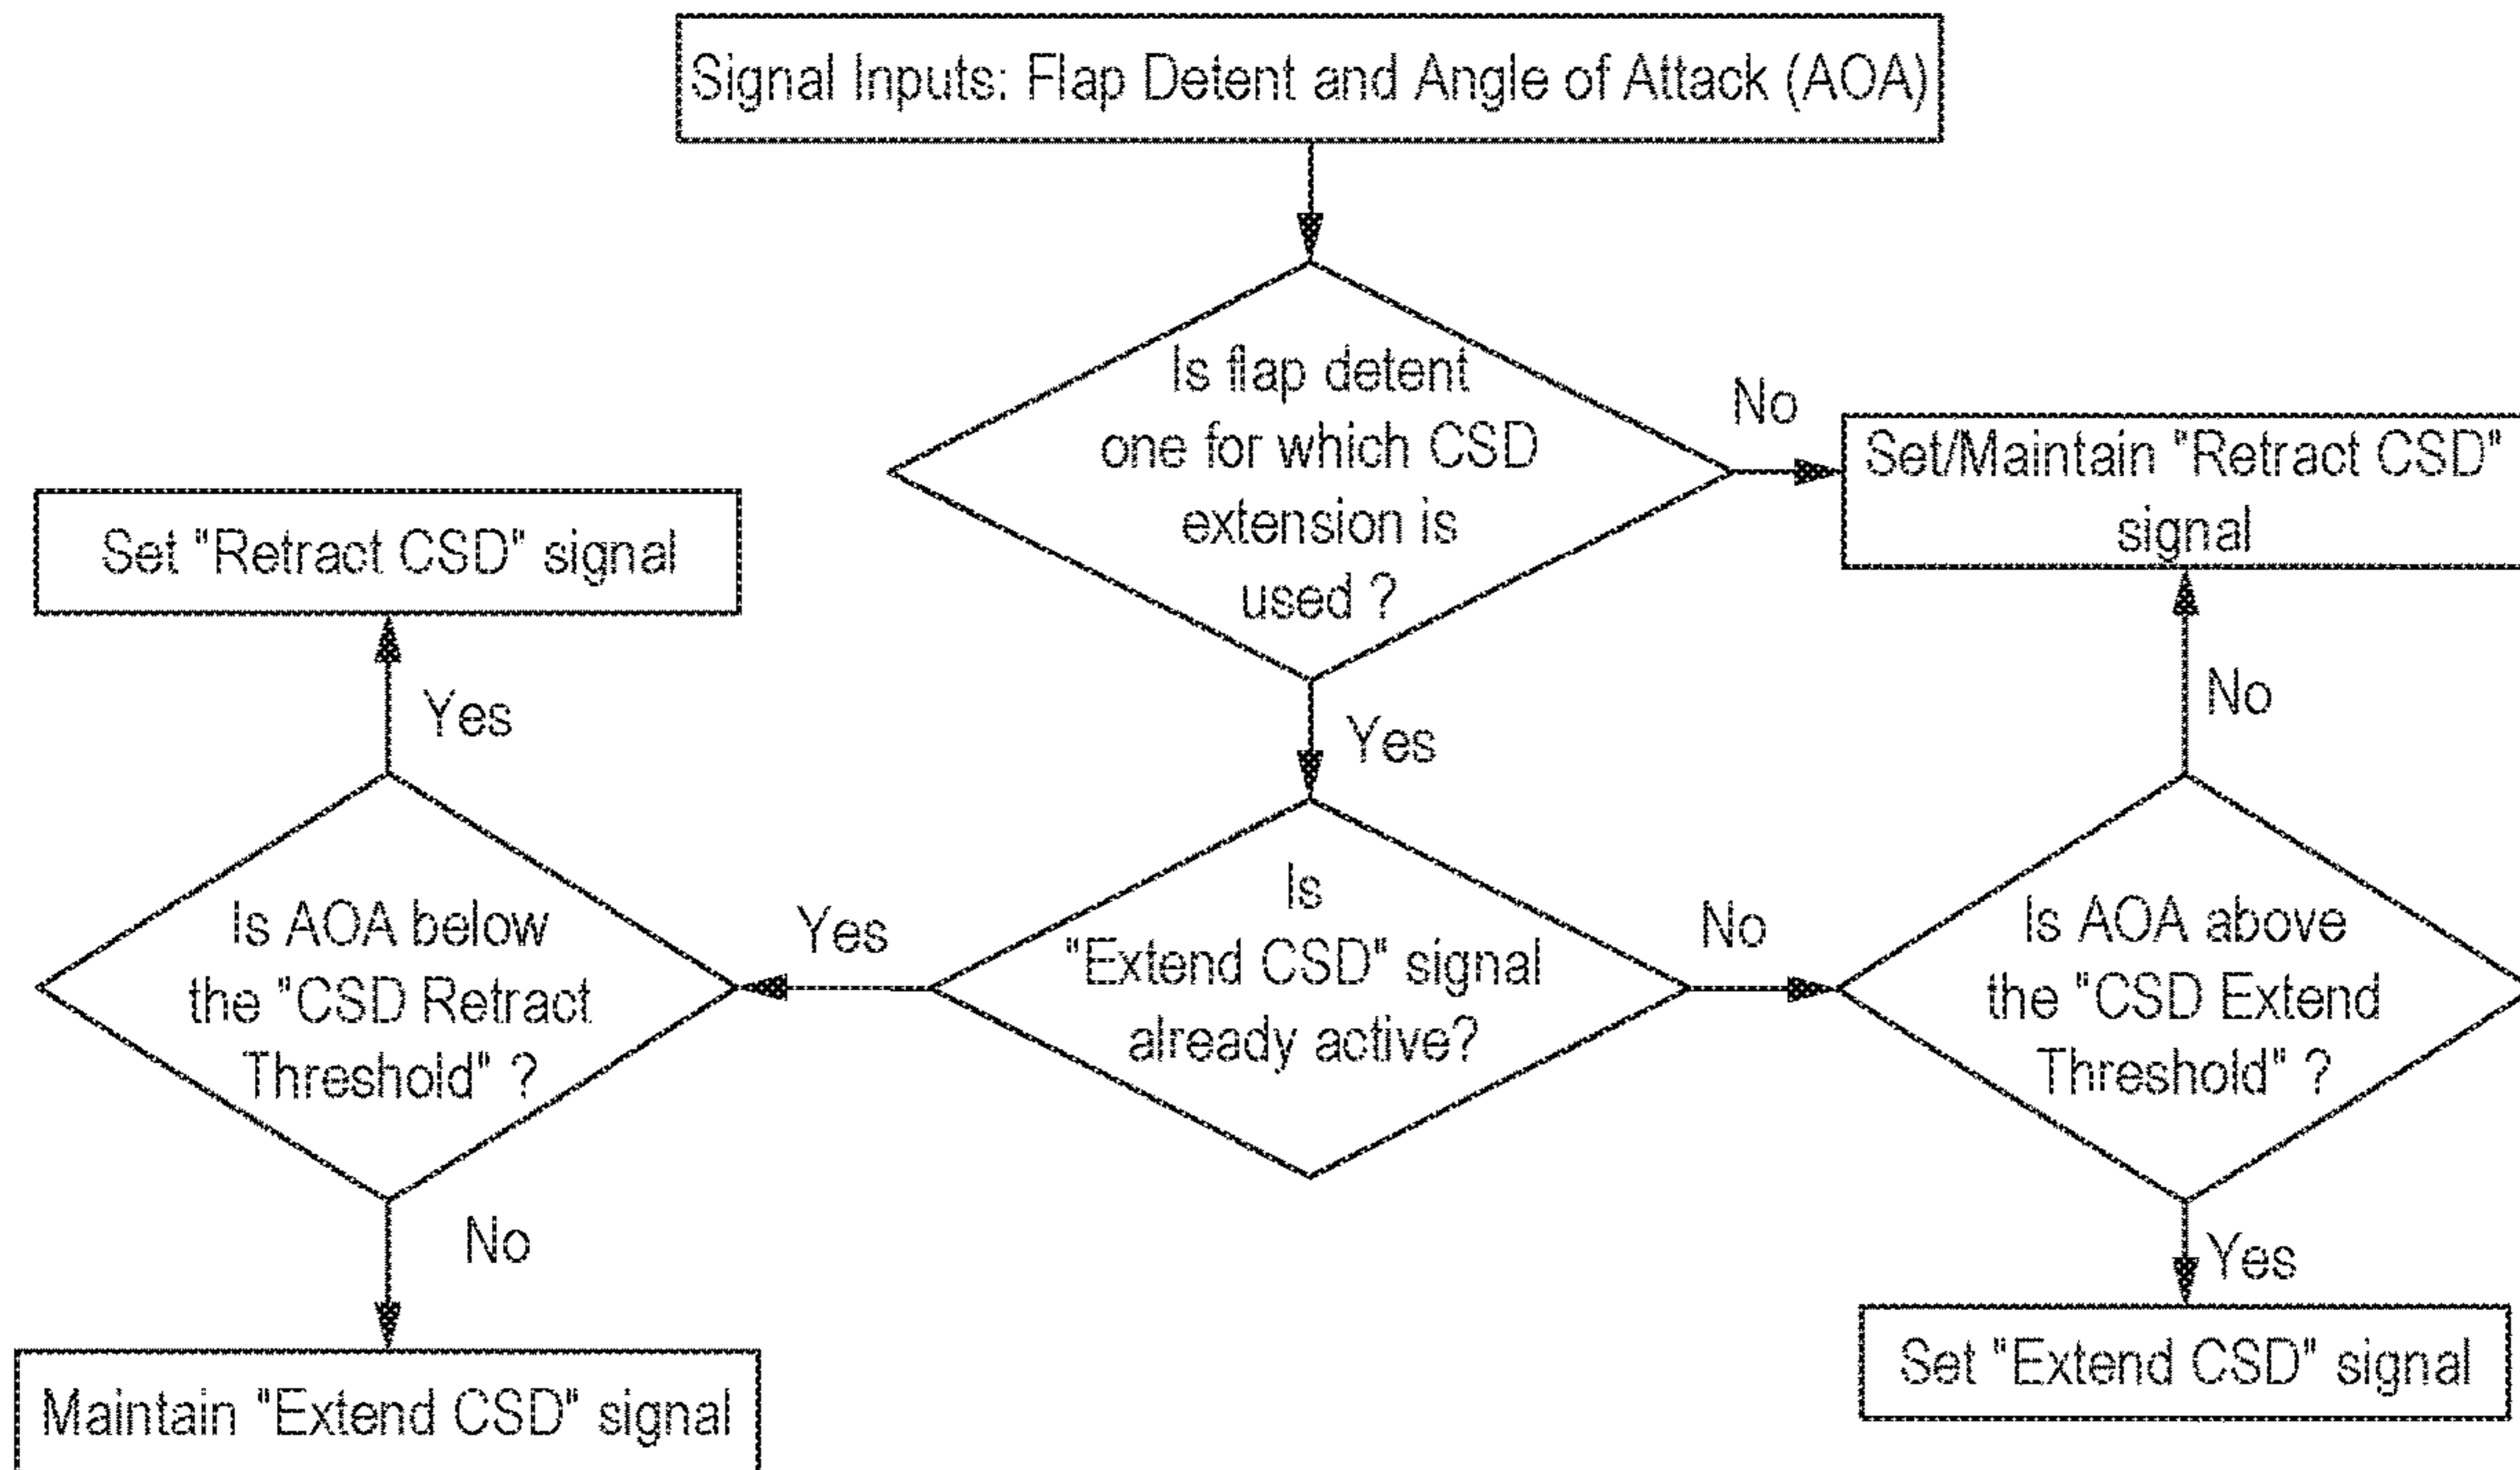 Signal Inputs: Flap Detent and Angle of Attack (AOA)
Is flap detent
one for which CSD
extension is
used ?
No
Set/Maintain "Retract CSD"
signal
Set "Retract CSD" signal
Yes
Yes
No
Is AOA below
the "CSD Retract
Threshold" ?
Yes
Is
"Extend CSD" signal
already active?
No
Is AOA above
the "CSD Extend
Threshold" ?
No
Yes
Maintain "Extend CSD" signal
Set "Extend CSD" signal